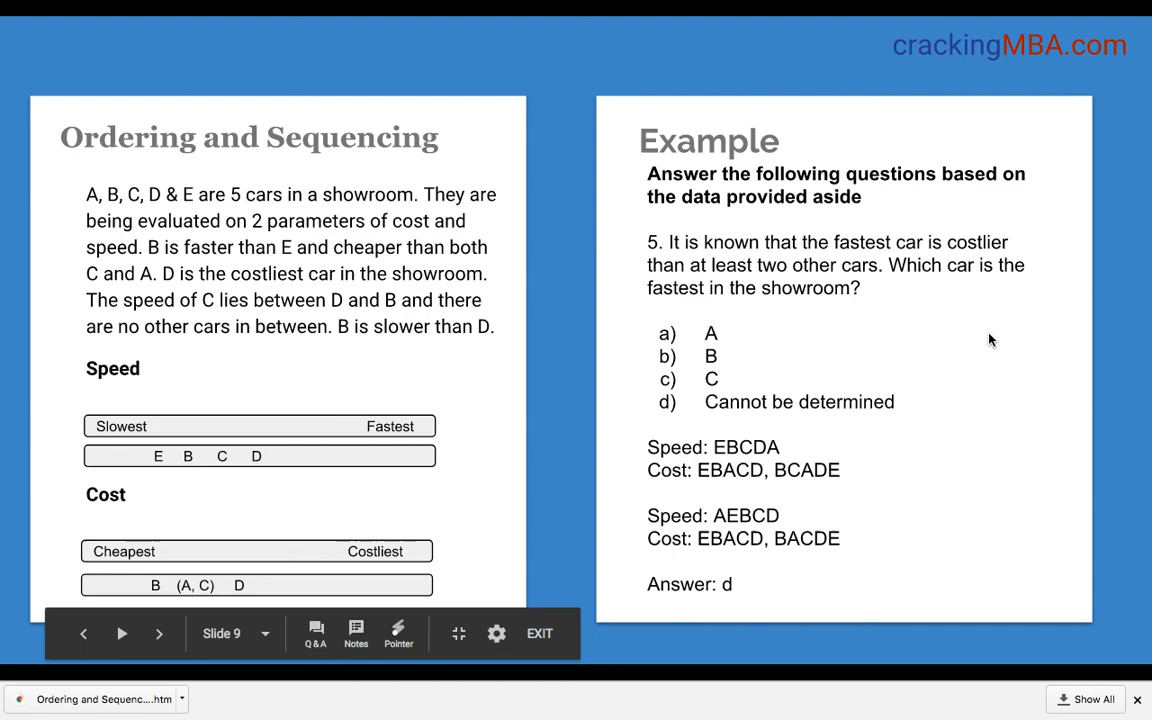 crackingMBA.com
Ordering and Sequencing
A, B, C, D & E are 5 cars in a showroom. They are
being evaluated on 2 parameters of cost and
speed. B is faster than E and cheaper than both
C and A. D is the costliest car in the showroom.
The speed of C lies between D and B and there
are no other cars in between. B is slower than D.
Speed
Slowest Fastest
E B C D
Cost
Cheapest Costliest
B (A, C) D
Example
Answer the following questions based on
the data provided aside
5. It is known that the fastest car is costlier
than at least two other cars. Which car is the
fastest in the showroom?
a) A
b) B
c) C
d) Cannot be determined
Speed: EBCDA
Cost: EBACD, BCADE
Speed: AEBCD
Cost: EBACD, BACDE
Answer: d
Slide 9
Q & A
Notes
Pointer
EXIT
Ordering and Sequenc....htm
Show All